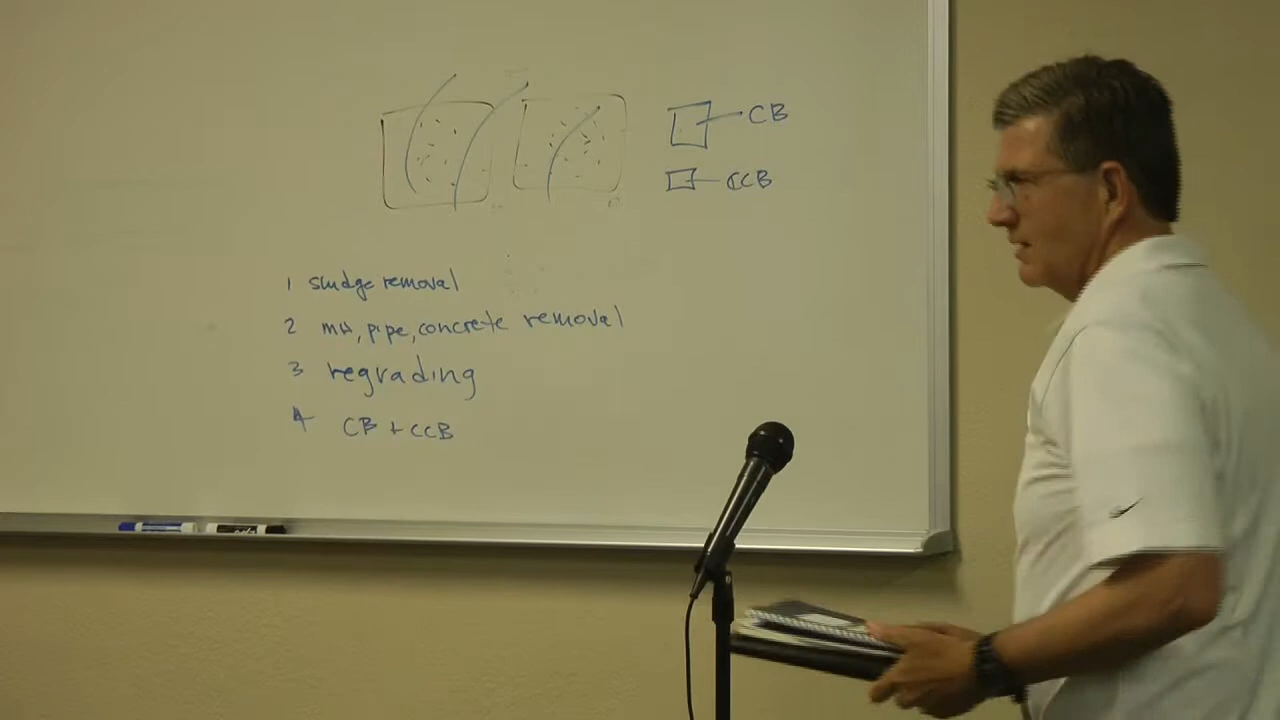 CB
CCB
1 sludge removal
2 MH, pipe, concrete removal
3 regrading
4 CB + CCB